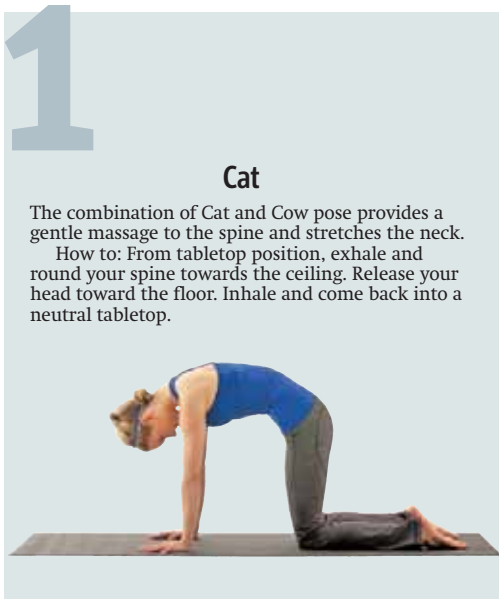 1
Cat
The combination of Cat and Cow pose provides a
gentle massage to the spine and stretches the neck.
How to: From tabletop position, exhale and
round your spine towards the ceiling. Release your
head toward the floor. Inhale and come back into a
neutral tabletop.